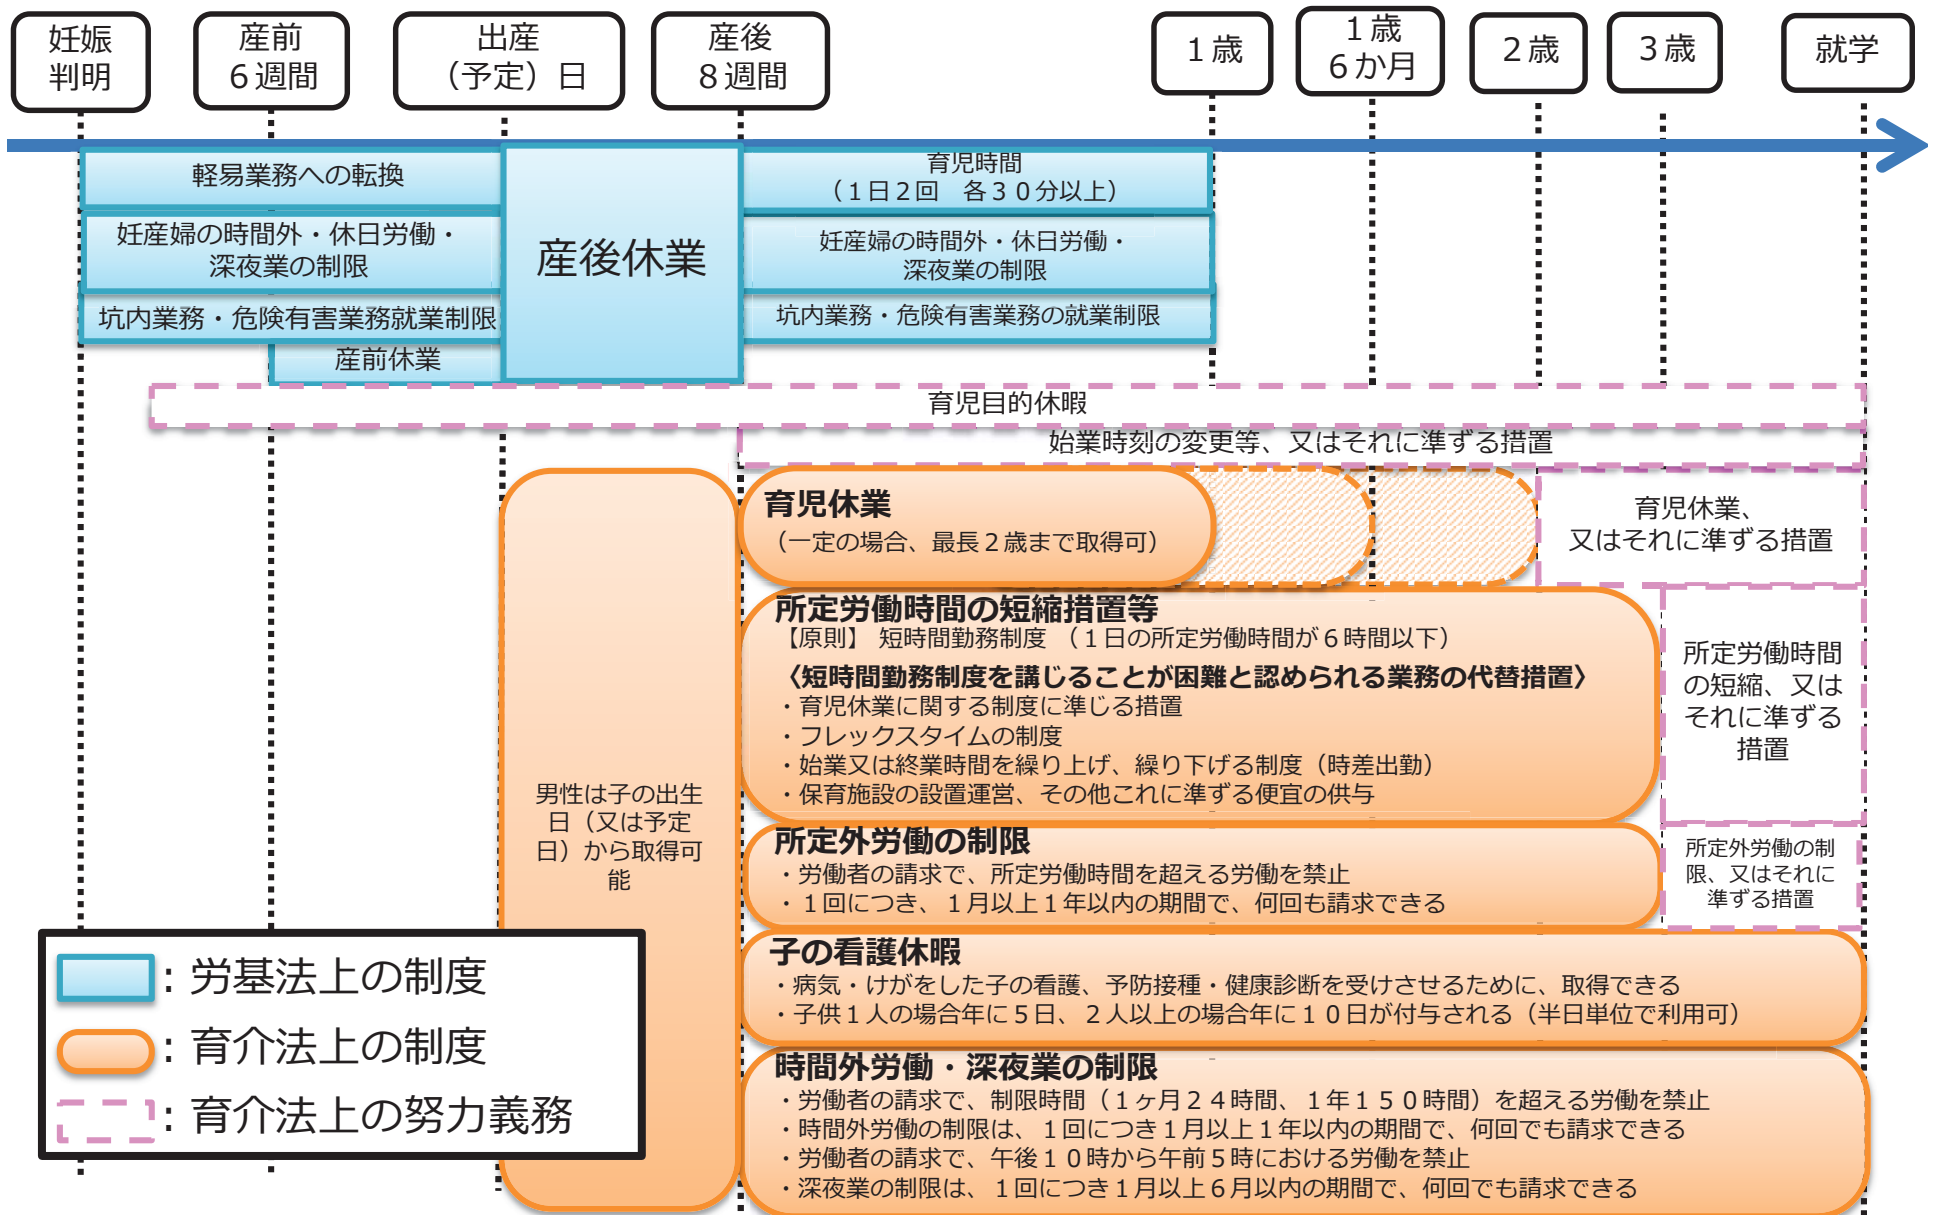 妊娠
判明
産前
６週間
出産
（予定）日
産後
８週間
１歳
１歳
６か月
２歳
３歳
就学
軽易業務への転換
妊産婦の時間外・休日労働・
深夜業の制限
坑内業務・危険有害業務就業制限
産前休業
産後休業
育児時間
（１日２回　各３０分以上）
妊産婦の時間外・休日労働・
深夜業の制限
坑内業務・危険有害業務の就業制限
育児目的休暇
始業時刻の変更等、又はそれに準ずる措置
男性は子の出生
日（又は予定
日）から取得可
能
育児休業
（一定の場合、最長２歳まで取得可）
育児休業、
又はそれに準ずる措置
所定労働時間の短縮措置等
【原則】 短時間勤務制度 （１日の所定労働時間が６時間以下）
〈短時間勤務制度を講じることが困難と認められる業務の代替措置〉
・育児休業に関する制度に準じる措置
・フレックスタイムの制度
・始業又は終業時間を繰り上げ、繰り下げる制度（時差出勤）
・保育施設の設置運営、その他これに準ずる便宜の供与
所定労働時間
の短縮、又は
それに準ずる
措置
所定外労働の制限
・労働者の請求で、所定労働時間を超える労働を禁止
・１回につき、１月以上１年以内の期間で、何回も請求できる
所定外労働の制
限、又はそれに
準ずる措置
子の看護休暇
・病気・けがをした子の看護、予防接種・健康診断を受けさせるために、取得できる
・子供１人の場合年に５日、２人以上の場合年に１０日が付与される（半日単位で利用可）
時間外労働・深夜業の制限
・労働者の請求で、制限時間（１ヶ月２４時間、１年１５０時間）を超える労働を禁止
・時間外労働の制限は、１回につき１月以上１年以内の期間で、何回でも請求できる
・労働者の請求で、午後１０時から午前５時における労働を禁止
・深夜業の制限は、１回につき１月以上６月以内の期間で、何回でも請求できる
：労基法上の制度
：育介法上の制度
：育介法上の努力義務